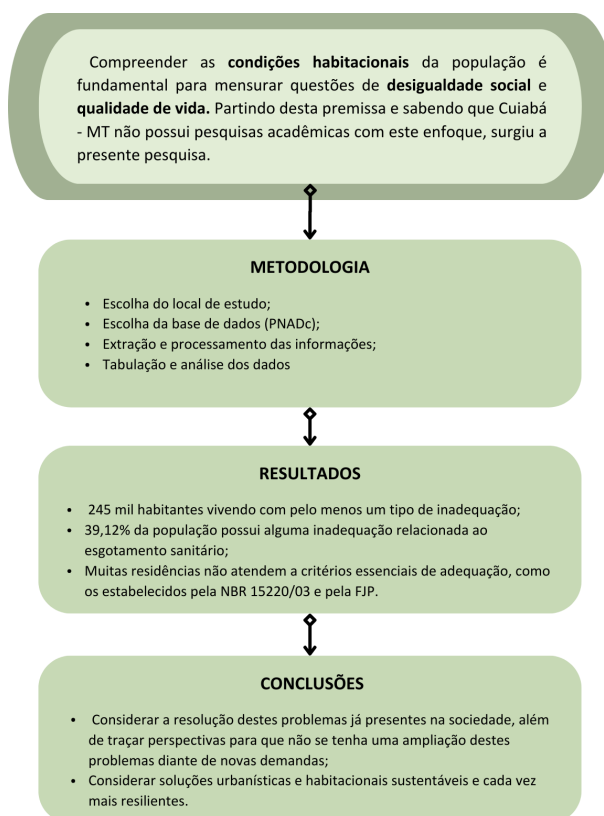 Compreender as condições habitacionais da população é
fundamental para mensurar questões de desigualdade social e
qualidade de vida. Partindo desta premissa e sabendo que Cuiabá
- MT não possui pesquisas acadêmicas com este enfoque, surgiu a
presente pesquisa.
METODOLOGIA
• Escolha do local de estudo;
• Escolha da base de dados (PNADc);
• Extração e processamento das informações;
• Tabulação e análise dos dados
RESULTADOS
• 245 mil habitantes vivendo com pelo menos um tipo de inadequação;
• 39,12% da população possui alguma inadequação relacionada ao
esgotamento sanitário;
• Muitas residências não atendem a critérios essenciais de adequação, como
os estabelecidos pela NBR 15220/03 e pela FJP.
CONCLUSÕES
• Considerar a resolução destes problemas já presentes na sociedade, além
de traçar perspectivas para que não se tenha uma ampliação destes
problemas diante de novas demandas;
• Considerar soluções urbanísticas e habitacionais sustentáveis e cada vez
mais resilientes.